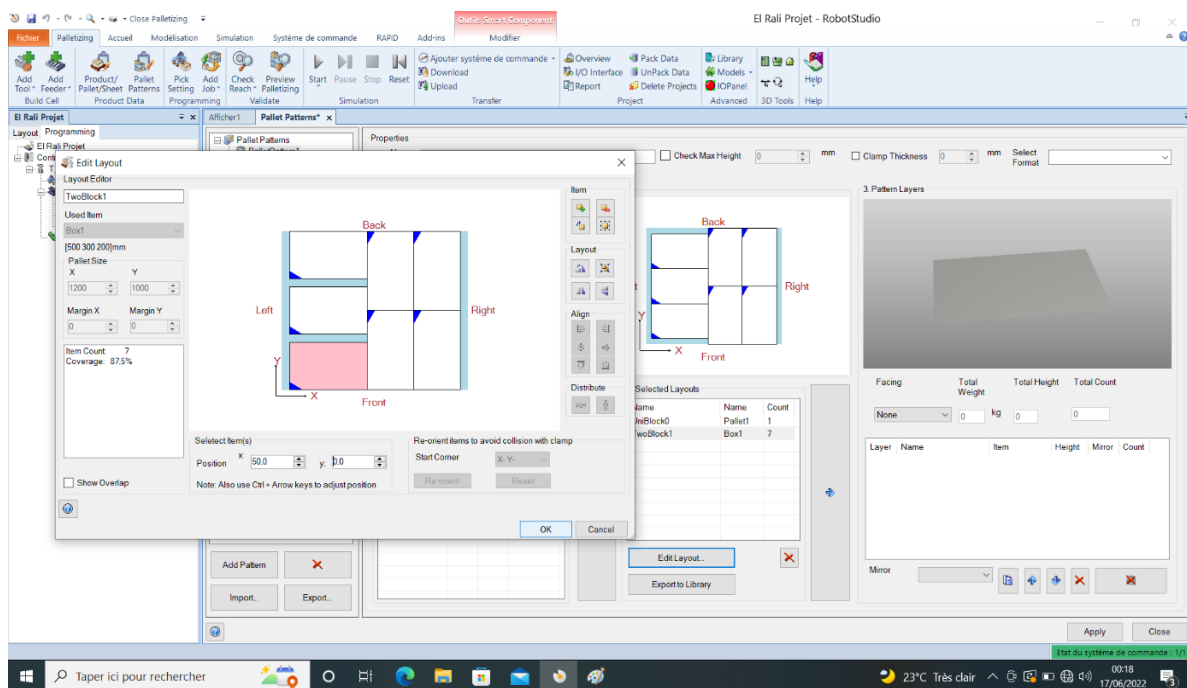 Close Palletizing
Outils Smart Component
El Rali Projet - RobotStudio
Fichier Palletizing Accueil Modélisation Simulation Système de commande RAPID Add-ins Modifier
Add Tool Add Feeder Product/ Pallet/Sheet Pallet Patterns Pick Setting Add Job Check Reach Preview Palletizing Start Pause Stop Reset
Ajouter système de commande
Download
Upload
Overview Pack Data Library
I/O Interface UnPack Data Models
Report Delete Projects IOPanel
Help
Build Cell Product Data Programming Validate Simulation Transfer Project Advanced 3D Tools Help
El Rali Projet
Afficher1 Pallet Patterns*
Layout Programming
El Rali Projet
Pallet Patterns
Properties
Check Max Height 0 mm
Clamp Thickness 0 mm
Select Format
Edit Layout
Layout Editor
TwoBlock1
Used Item
Box1
[500 300 200]mm
Pallet Size
X Y
1200 1000
Margin X Margin Y
0 0
Item Count: 7
Coverage: 87,5%
Show Overlap
Back
Left
Right
Y
X
Front
Item
Layout
Align
Distribute
Seletect Item(s)
Position x: 50,0 y: 0,0
Note: Also use Ctrl + Arrow keys to adjust position
Re-orient items to avoid collision with clamp
Start Corner X- Y-
Re-orient Reset
OK Cancel
Back
Right
Y
X
Front
Selected Layouts
Name Name Count
UniBlock0 Pallet1 1
TwoBlock1 Box1 7
Edit Layout..
Export to Library
Add Pattern
Import.. Export..
3. Pattern Layers
Facing Total Weight Total Height Total Count
None 0 kg 0 0
Layer Name Item Height Mirror Count
Mirror
Apply Close
Etat du système de commande : 1/1
Taper ici pour rechercher
23°C Très clair
00:18
17/06/2022
3